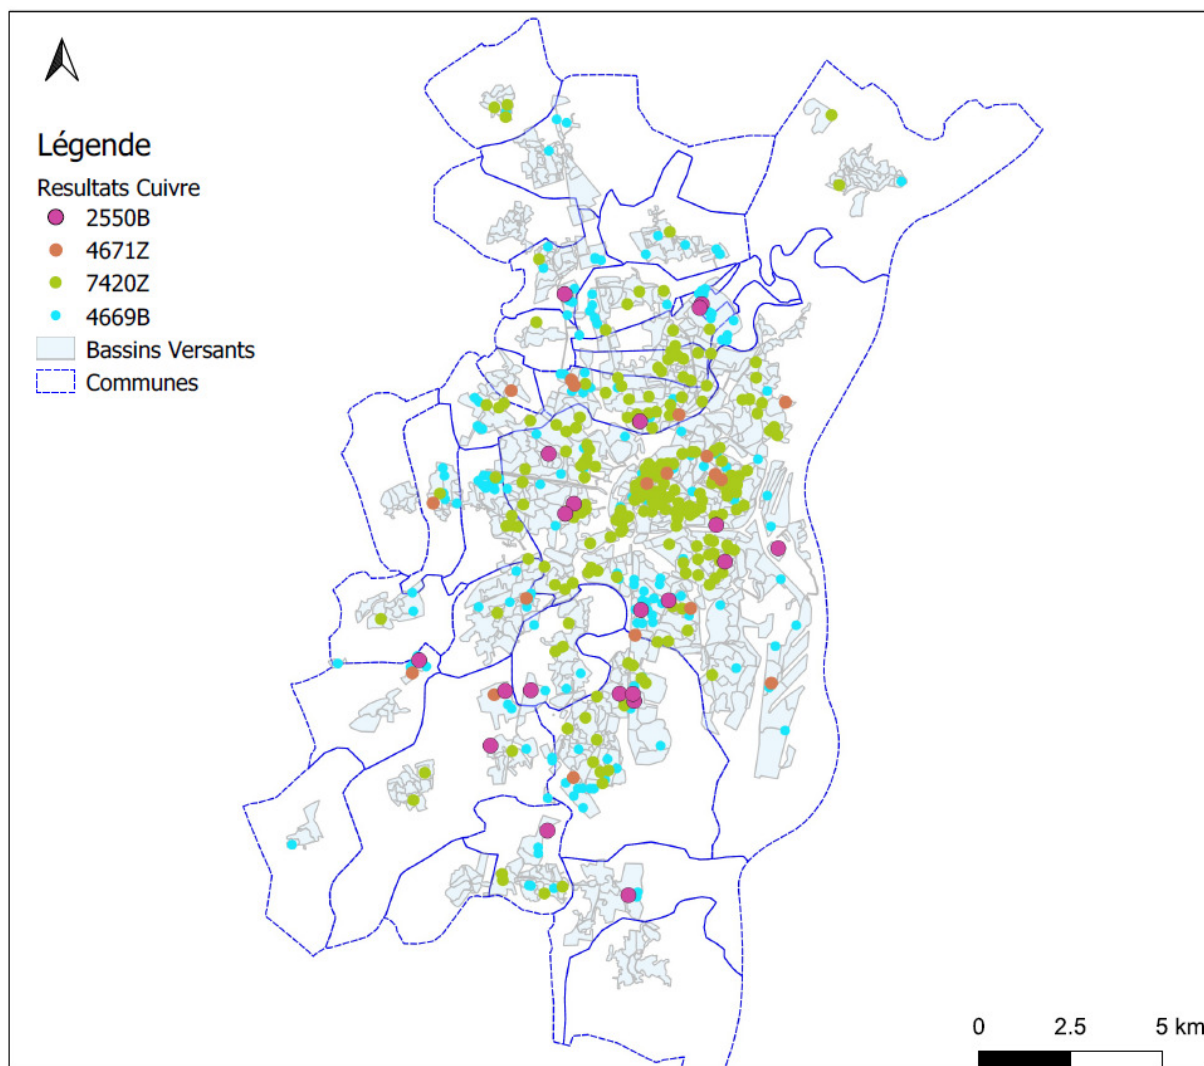 Légende
Resultats Cuivre
2550B
4671Z
7420Z
4669B
Bassins Versants
Communes
0 2.5 5 km